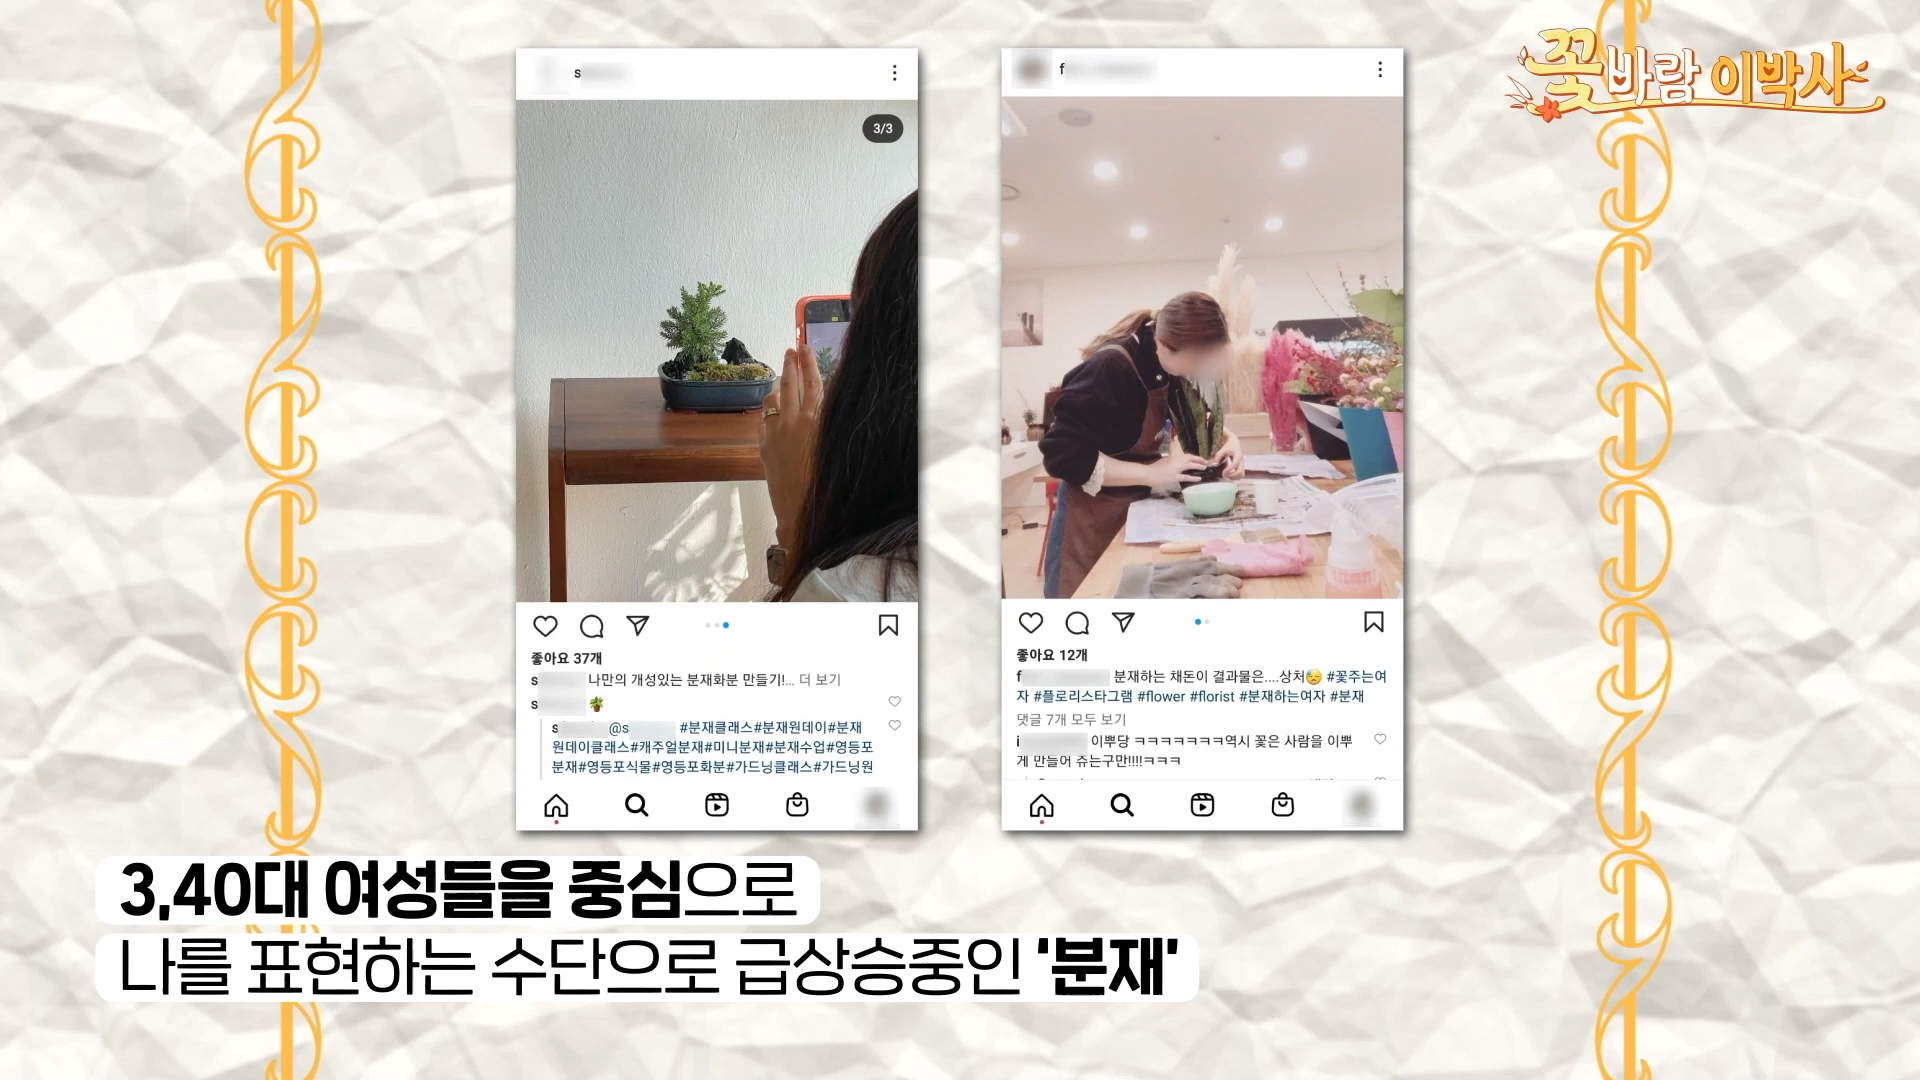 꽃바람 이박사
s
3/3
좋아요 37개
s 나만의 개성있는 분재화분 만들기!... 더 보기
s
s @s #분재클래스#분재원데이#분재
원데이클래스#캐주얼분재#미니분재#분재수업#영등포
분재#영등포식물#영등포화분#가드닝클래스#가드닝원
f
좋아요 12개
f 분재하는 채돈이 결과물은....상처😓 #꽃주는여
자 #플로리스타그램 #flower #florist #분재하는여자 #분재
댓글 7개 모두 보기
i 이뿌당 ㅋㅋㅋㅋㅋㅋㅋ역시 꽃은 사람을 이뿌
게 만들어 쥬는구만!!!!ㅋㅋㅋ
3,40대 여성들을 중심으로
나를 표현하는 수단으로 급상승중인 '분재'